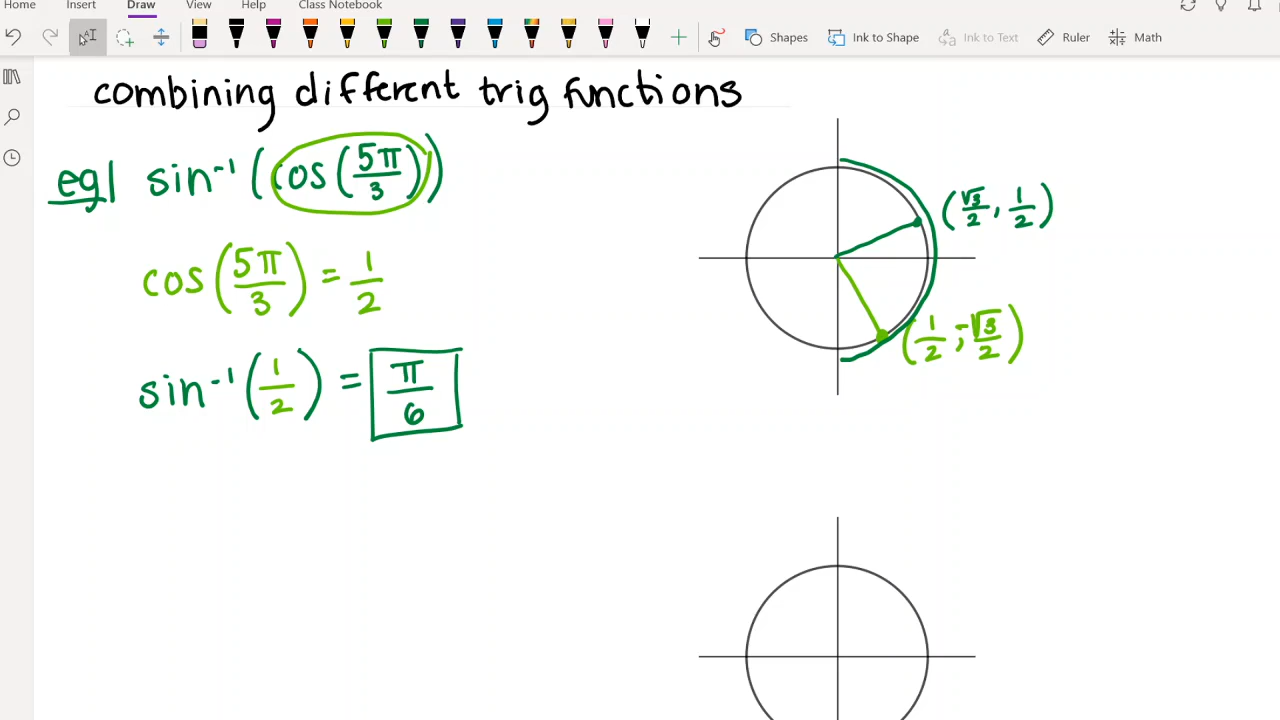 Home Insert Draw View Help Class Notebook
Shapes Ink to Shape Ink to Text Ruler Math
combining different trig functions
eg1 sin⁻¹(cos(5π/3))
cos(5π/3) = 1/2
sin⁻¹(1/2) = π/6
(√3/2, 1/2)
(1/2, -√3/2)